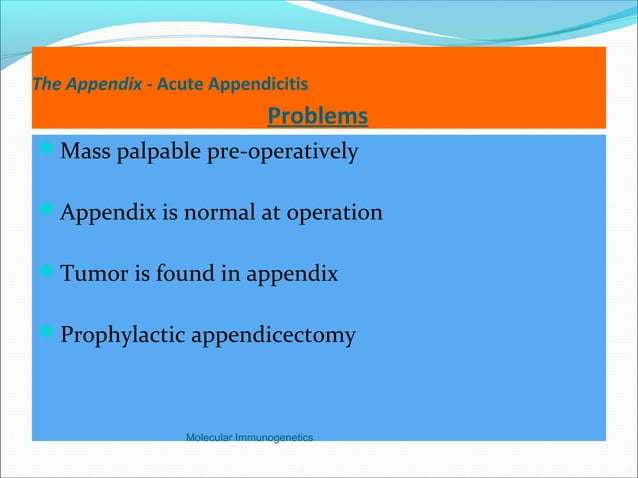 The Appendix - Acute Appendicitis
Problems
Mass palpable pre-operatively
Appendix is normal at operation
Tumor is found in appendix
Prophylactic appendicectomy
Molecular Immunogenetics